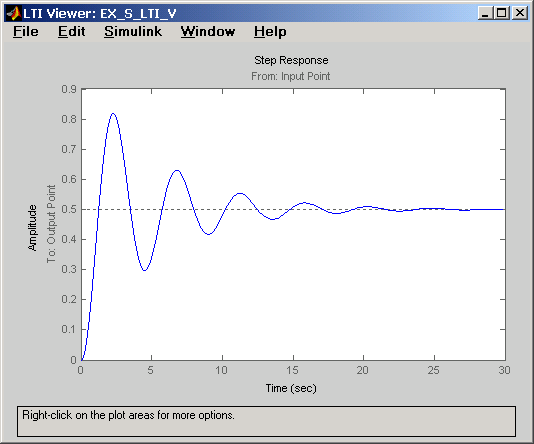 LTI Viewer: EX_S_LTI_V
File Edit Simulink Window Help
Step Response
From: Input Point
Amplitude
To: Output Point
0.9
0.8
0.7
0.6
0.5
0.4
0.3
0.2
0.1
0
0 5 10 15 20 25 30
Time (sec)
Right-click on the plot areas for more options.